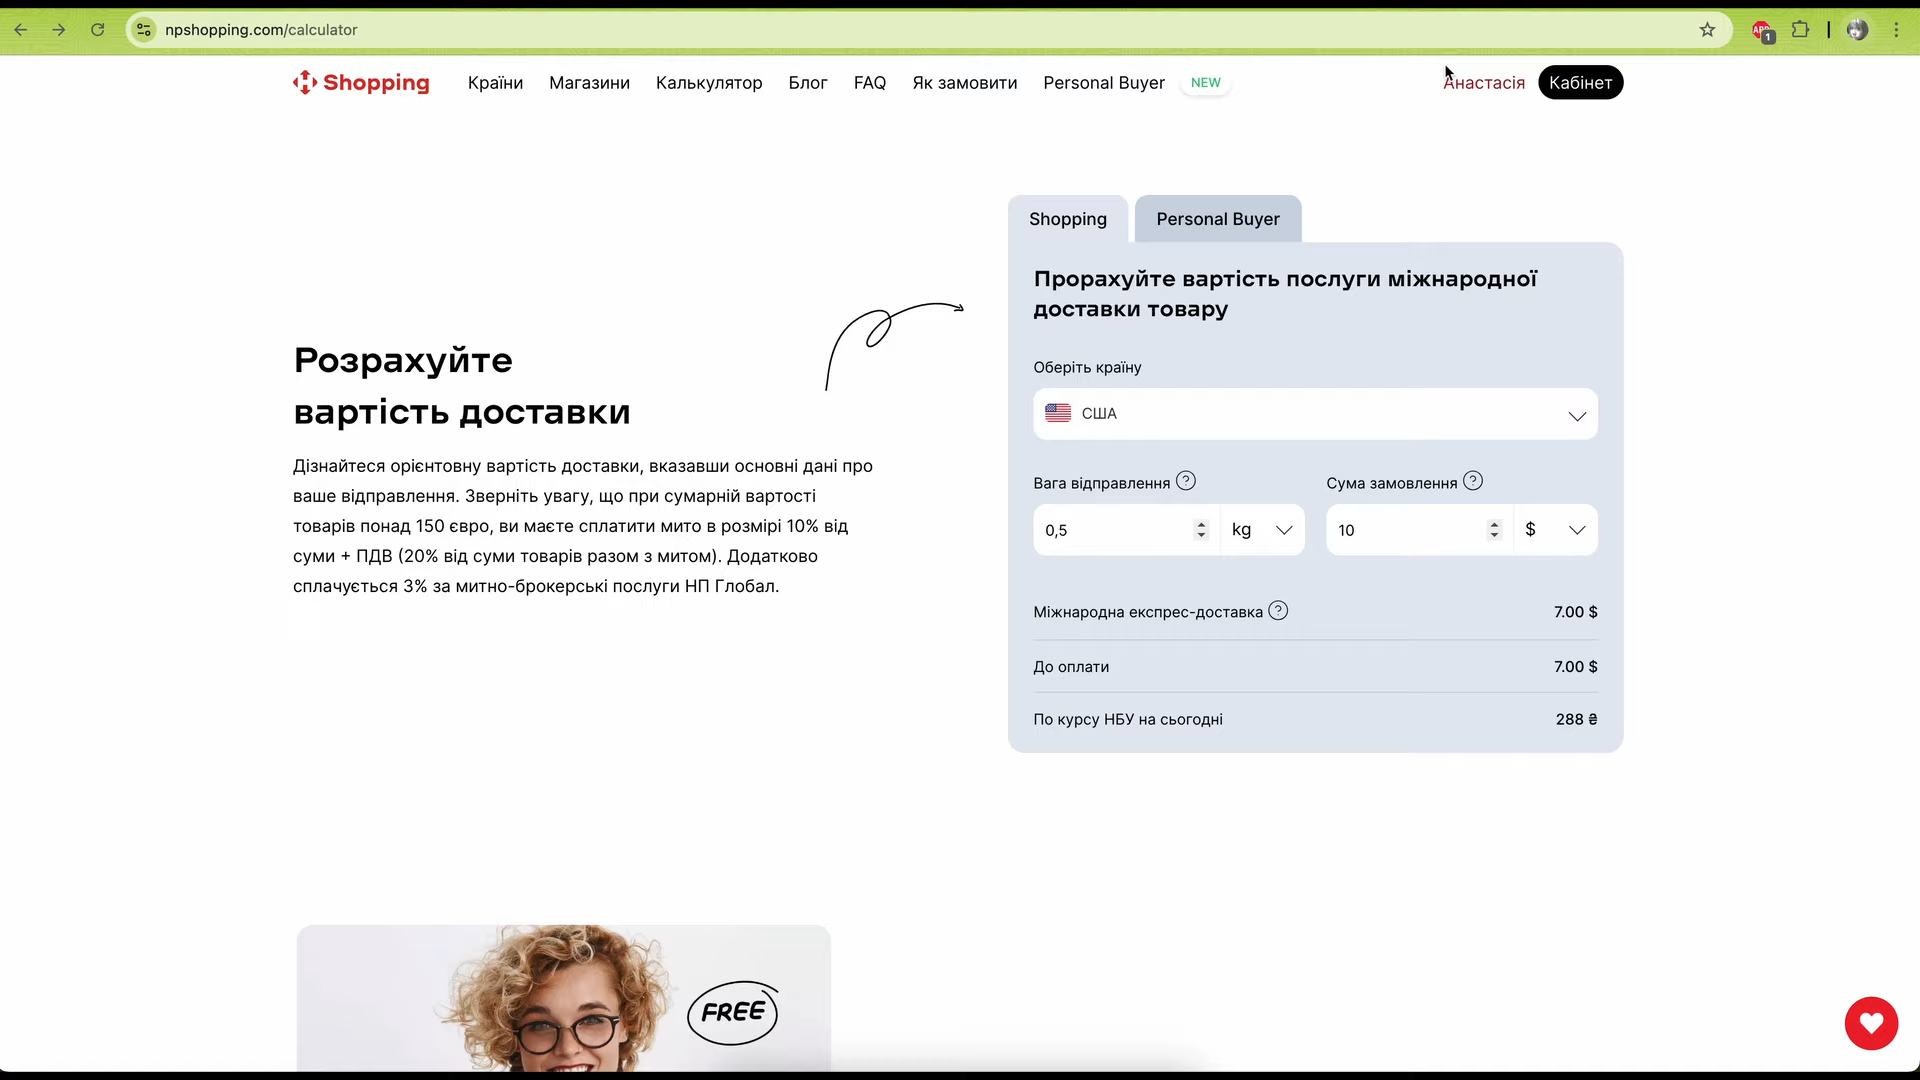 npshopping.com/calculator
ABP
1
Shopping
Країни
Магазини
Калькулятор
Блог
FAQ
Як замовити
Personal Buyer
NEW
Анастасія
Кабінет
Shopping
Personal Buyer
Прорахуйте вартість послуги міжнародної
доставки товару
Розрахуйте
вартість доставки
Дізнайтеся орієнтовну вартість доставки, вказавши основні дані про
ваше відправлення. Зверніть увагу, що при сумарній вартості
товарів понад 150 євро, ви маєте сплатити мито в розмірі 10% від
суми + ПДВ (20% від суми товарів разом з митом). Додатково
сплачується 3% за митно-брокерські послуги НП Глобал.
Оберіть країну
США
Вага відправлення ?
Сума замовлення ?
0,5
kg
10
$
Міжнародна експрес-доставка ? 7.00 $
До оплати 7.00 $
По курсу НБУ на сьогодні 288 ₴
FREE